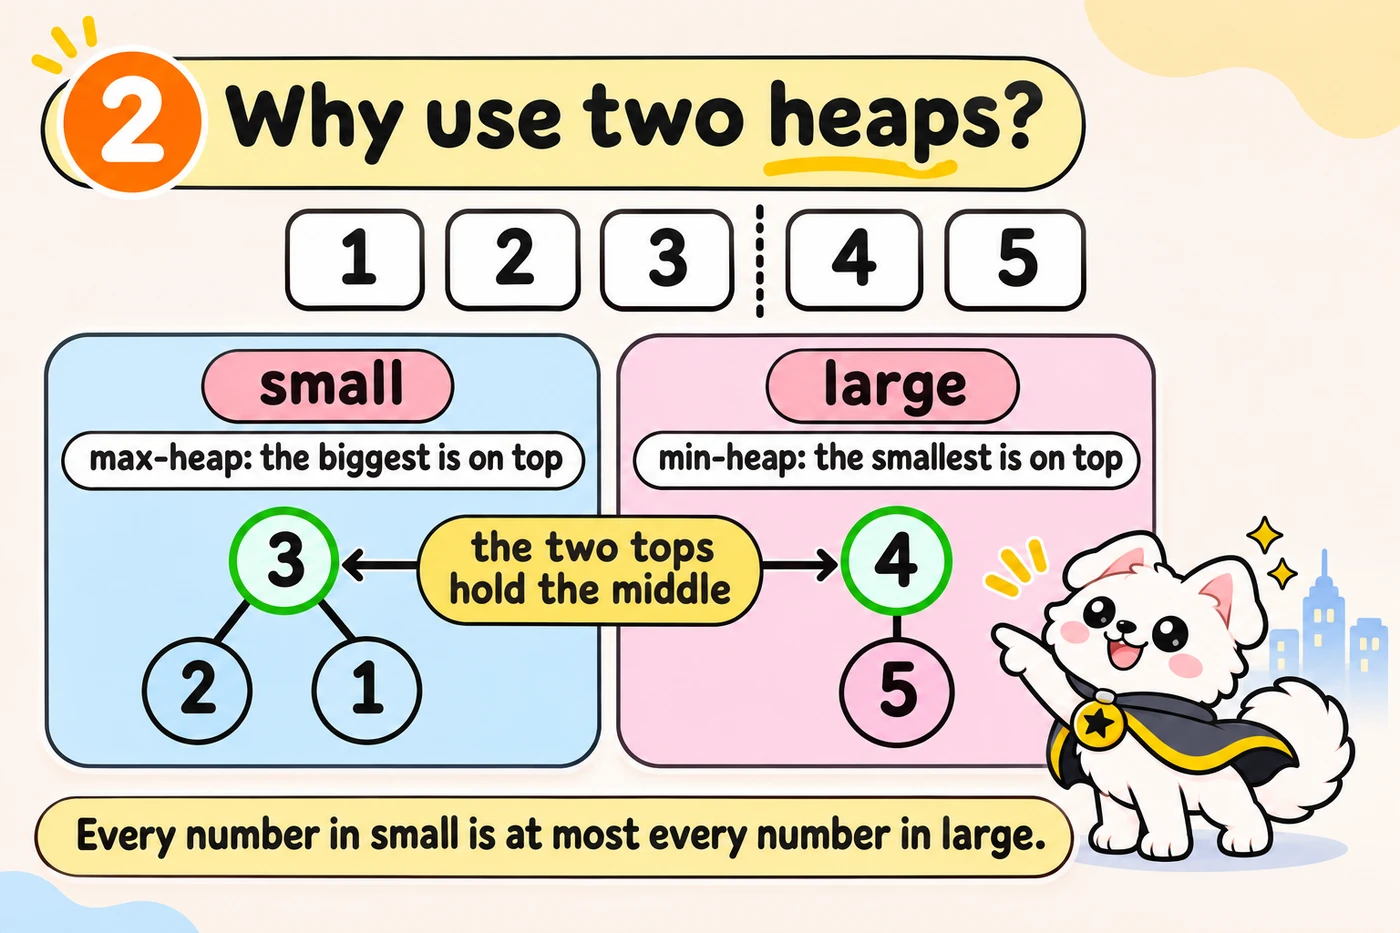 2 Why use two heaps?
1 2 3 4 5
small
max-heap: the biggest is on top
large
min-heap: the smallest is on top
3
the two tops
hold the middle
4
2
1
5
Every number in small is at most every number in large.